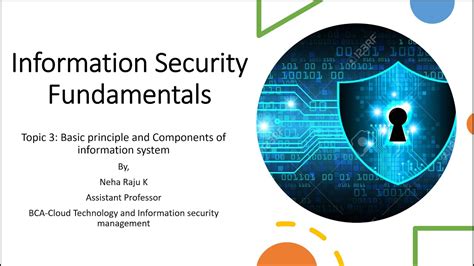 Information Security
Fundamentals
Topic 3: Basic principle and Components of
information system
By,
Neha Raju K
Assistant Professor
BCA-Cloud Technology and Information security
management
123RF